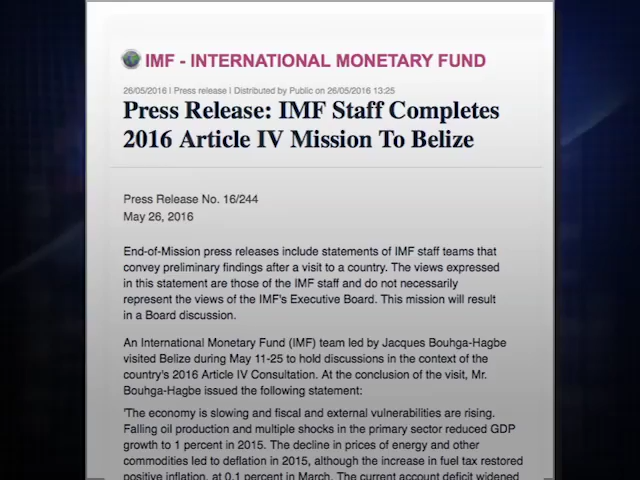 IMF - INTERNATIONAL MONETARY FUND
26/05/2016 | Press release | Distributed by Public on 26/05/2016 13:25
Press Release: IMF Staff Completes
2016 Article IV Mission To Belize
Press Release No. 16/244
May 26, 2016
End-of-Mission press releases include statements of IMF staff teams that
convey preliminary findings after a visit to a country. The views expressed
in this statement are those of the IMF staff and do not necessarily
represent the views of the IMF's Executive Board. This mission will result
in a Board discussion.
An International Monetary Fund (IMF) team led by Jacques Bouhga-Hagbe
visited Belize during May 11-25 to hold discussions in the context of the
country's 2016 Article IV Consultation. At the conclusion of the visit, Mr.
Bouhga-Hagbe issued the following statement:
'The economy is slowing and fiscal and external vulnerabilities are rising.
Falling oil production and multiple shocks in the primary sector reduced GDP
growth to 1 percent in 2015. The decline in prices of energy and other
commodities led to deflation in 2015, although the increase in fuel tax restored
positive inflation, at 0.1 percent in March. The current account deficit widened